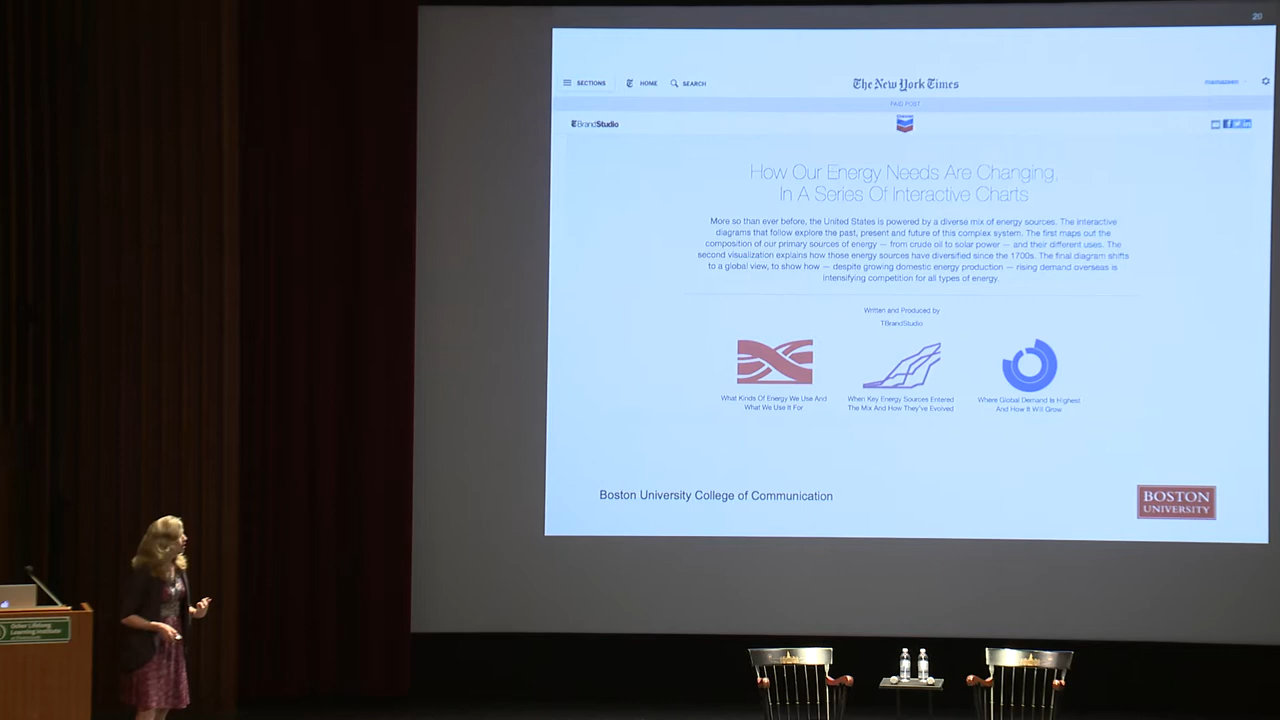 20
SECTIONS HOME SEARCH The New York Times
PAID POST
TBrandStudio
How Our Energy Needs Are Changing,
In A Series Of Interactive Charts
More so than ever before, the United States is powered by a diverse mix of energy sources. The interactive
diagrams that follow explore the past, present and future of this complex system. The first maps out the
composition of our primary sources of energy — from crude oil to solar power — and their different uses. The
second visualization explains how those energy sources have diversified since the 1700s. The final diagram shifts
to a global view, to show how — despite growing domestic energy production — rising demand overseas is
intensifying competition for all types of energy.
Written and Produced by
TBrandStudio
What Kinds Of Energy We Use And
What We Use It For
When Key Energy Sources Entered
The Mix And How They've Evolved
Where Global Demand Is Highest
And How It Will Grow
Boston University College of Communication
BOSTON
UNIVERSITY
Osher Lifelong
Learning Institute